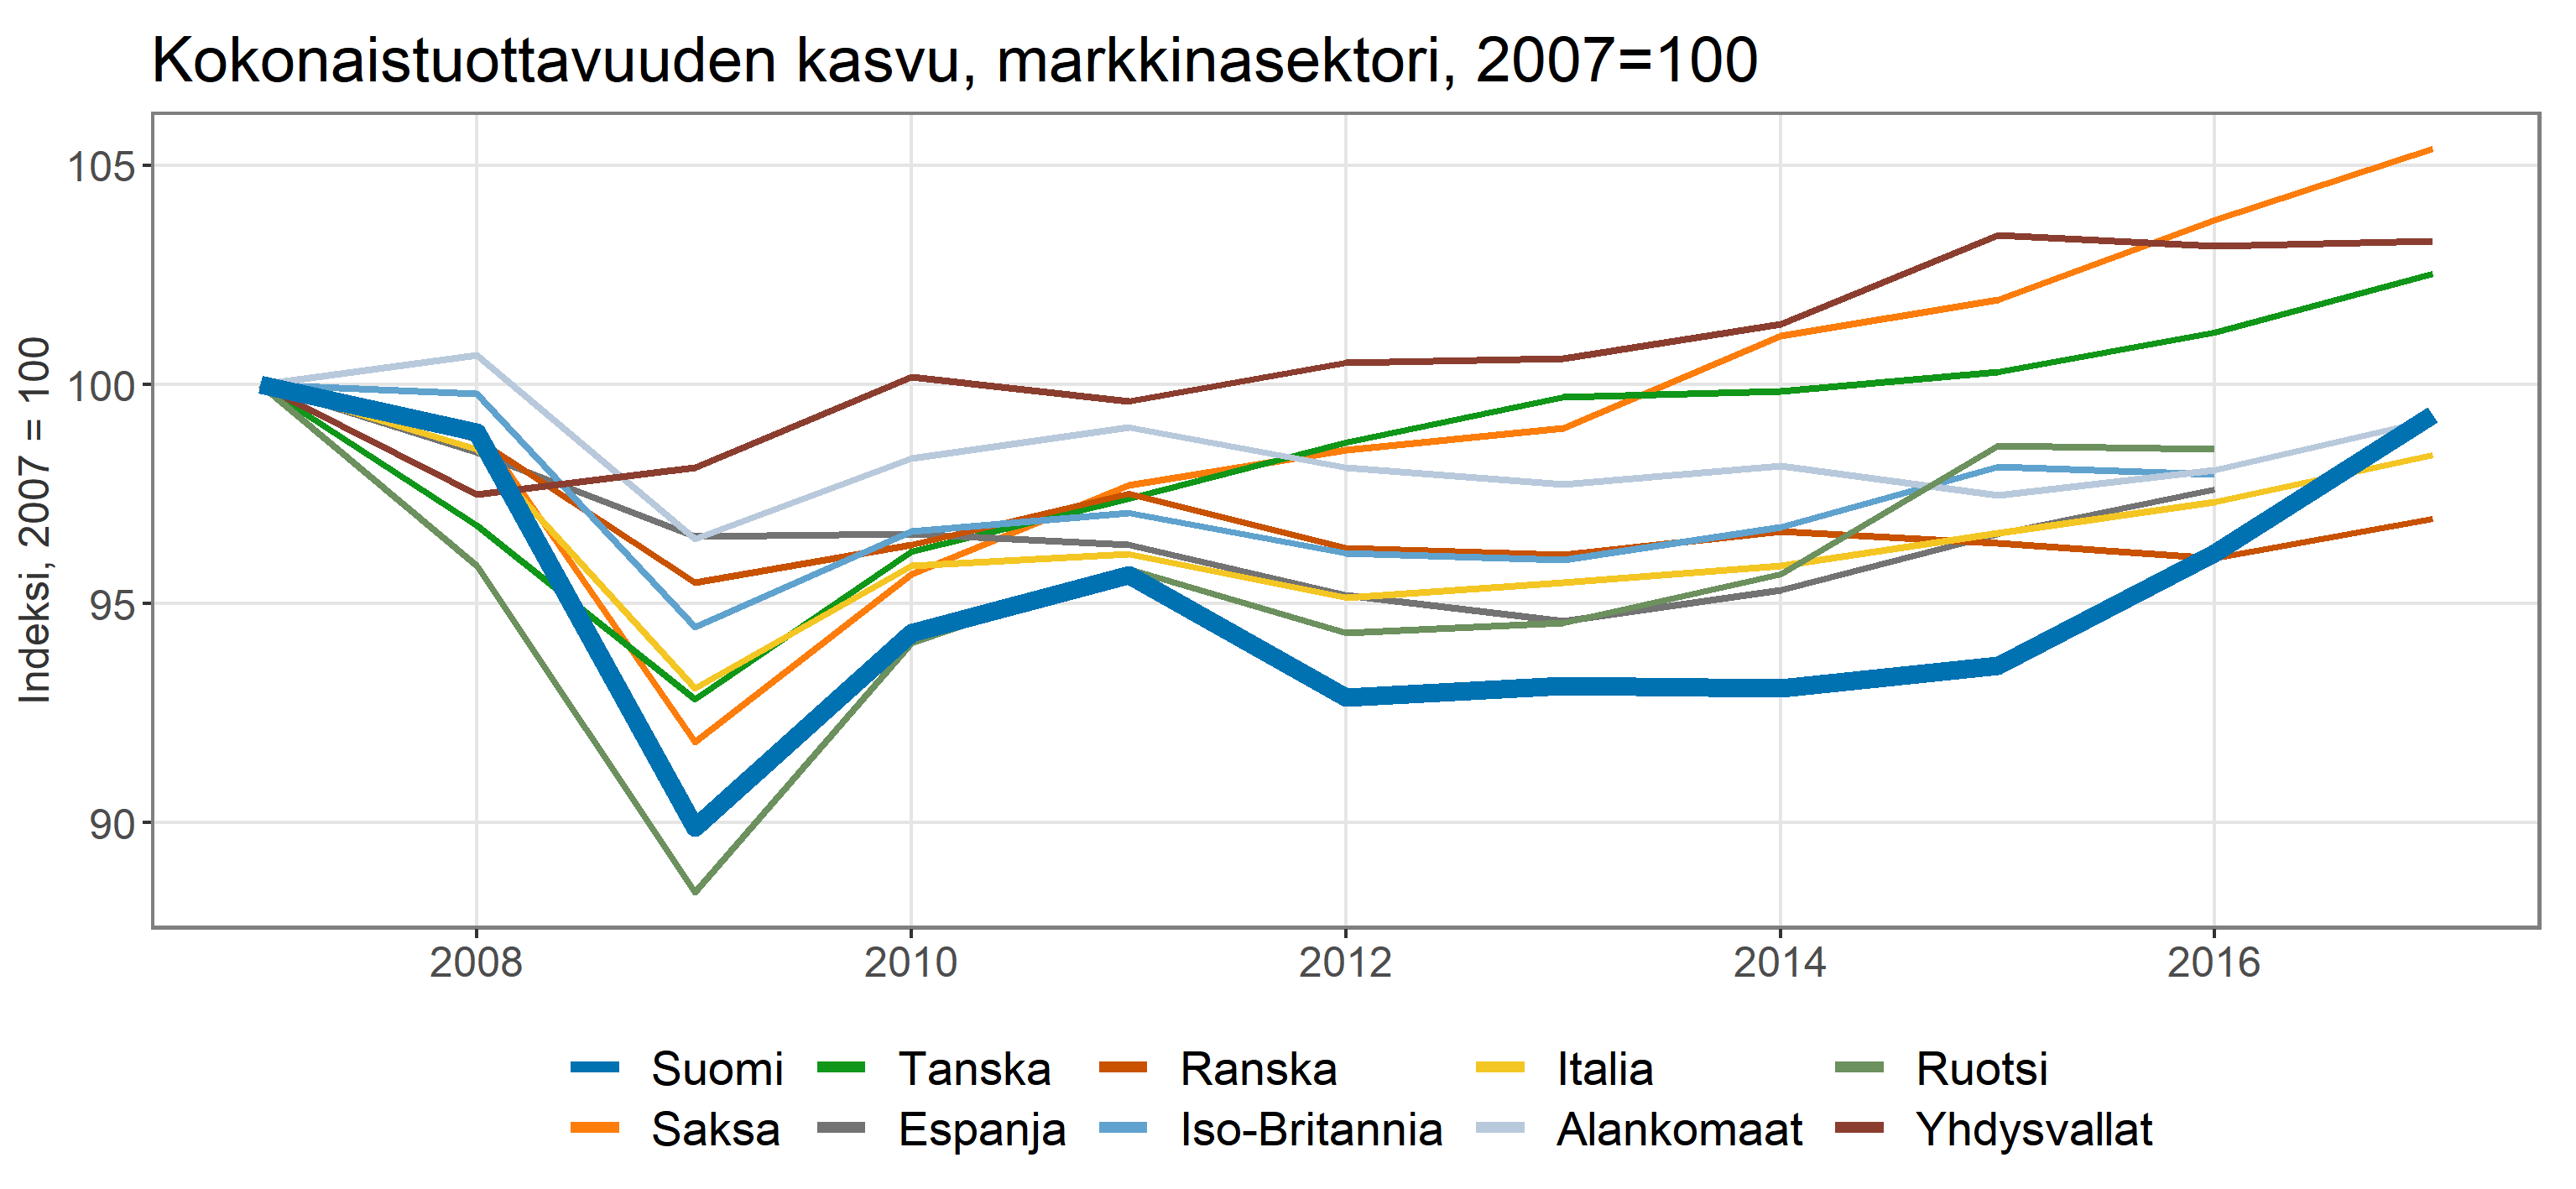 Kokonaistuottavuuden kasvu, markkinasektori, 2007=100
Indeksi, 2007 = 100
105
100
95
90
2008 2010 2012 2014 2016
Suomi Tanska Ranska Italia Ruotsi
Saksa Espanja Iso-Britannia Alankomaat Yhdysvallat